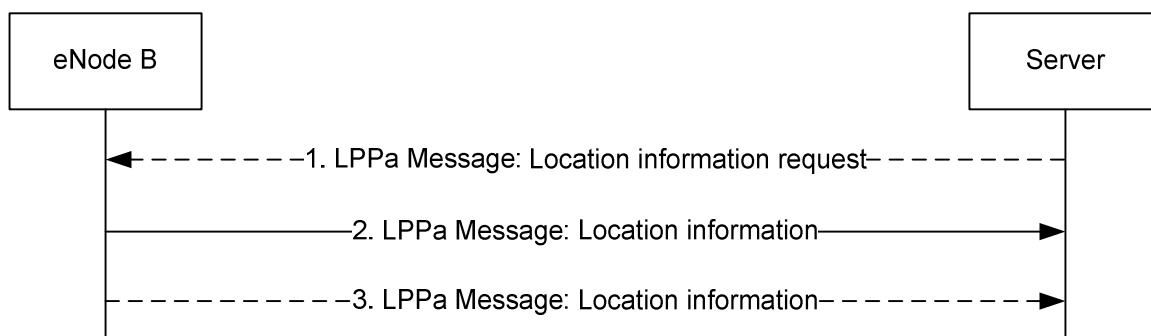 eNode B
Server
1. LPPa Message: Location information request
2. LPPa Message: Location information
3. LPPa Message: Location information